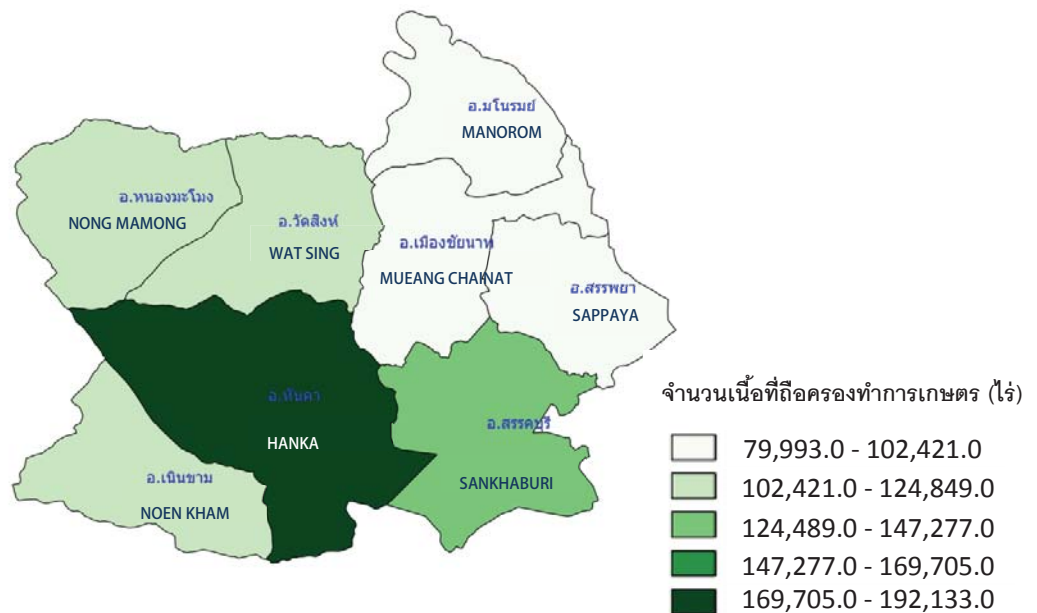 อ.มโนรมย์
MANOROM
อ.หนองมะโมง
NONG MAMONG
อ.วัดสิงห์
WAT SING
อ.เมืองชัยนาท
MUEANG CHAINAT
อ.สรรพยา
SAPPAYA
อ.หันคา
HANKA
อ.สรรคบุรี
SANKHABURI
อ.เนินขาม
NOEN KHAM
จำนวนเนื้อที่ถือครองทำการเกษตร (ไร่)
79,993.0 - 102,421.0
102,421.0 - 124,849.0
124,489.0 - 147,277.0
147,277.0 - 169,705.0
169,705.0 - 192,133.0